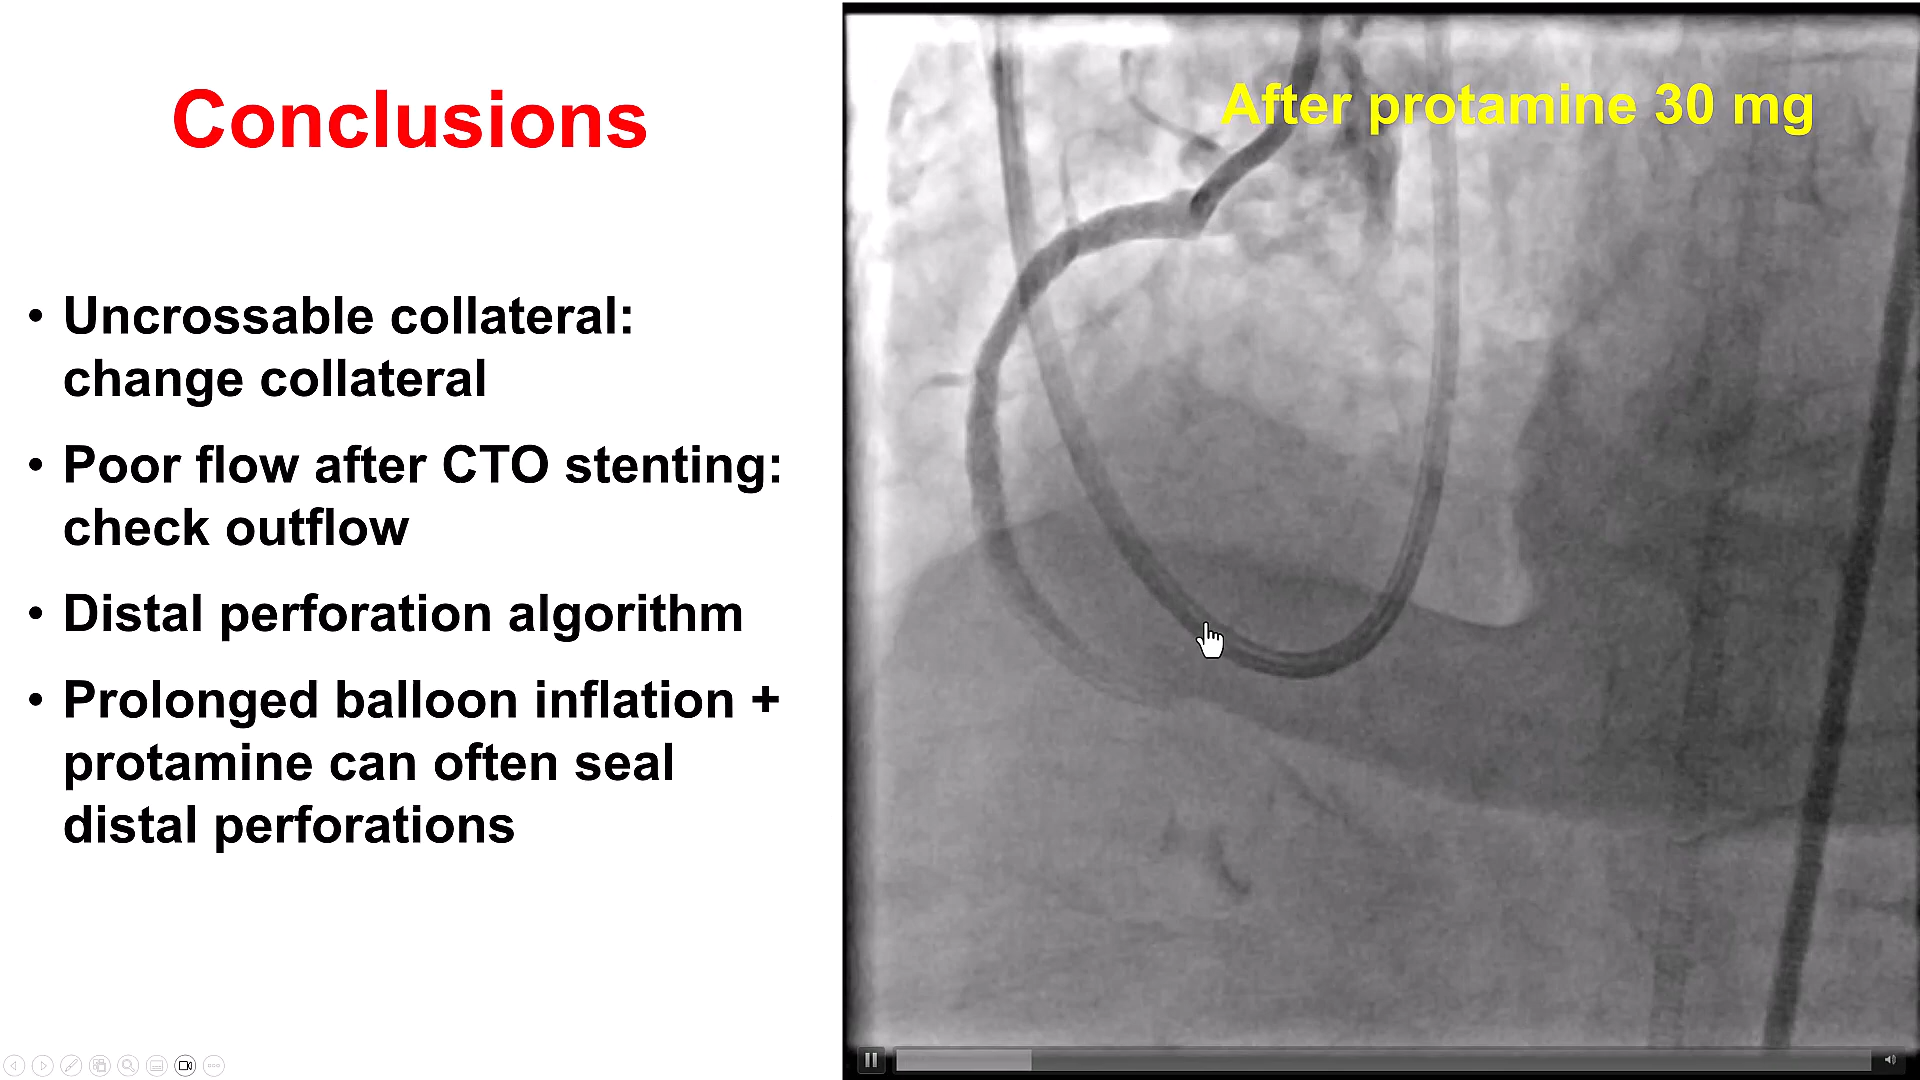 Conclusions
• Uncrossable collateral:
change collateral
• Poor flow after CTO stenting:
check outflow
• Distal perforation algorithm
• Prolonged balloon inflation +
protamine can often seal
distal perforations
After protamine 30 mg